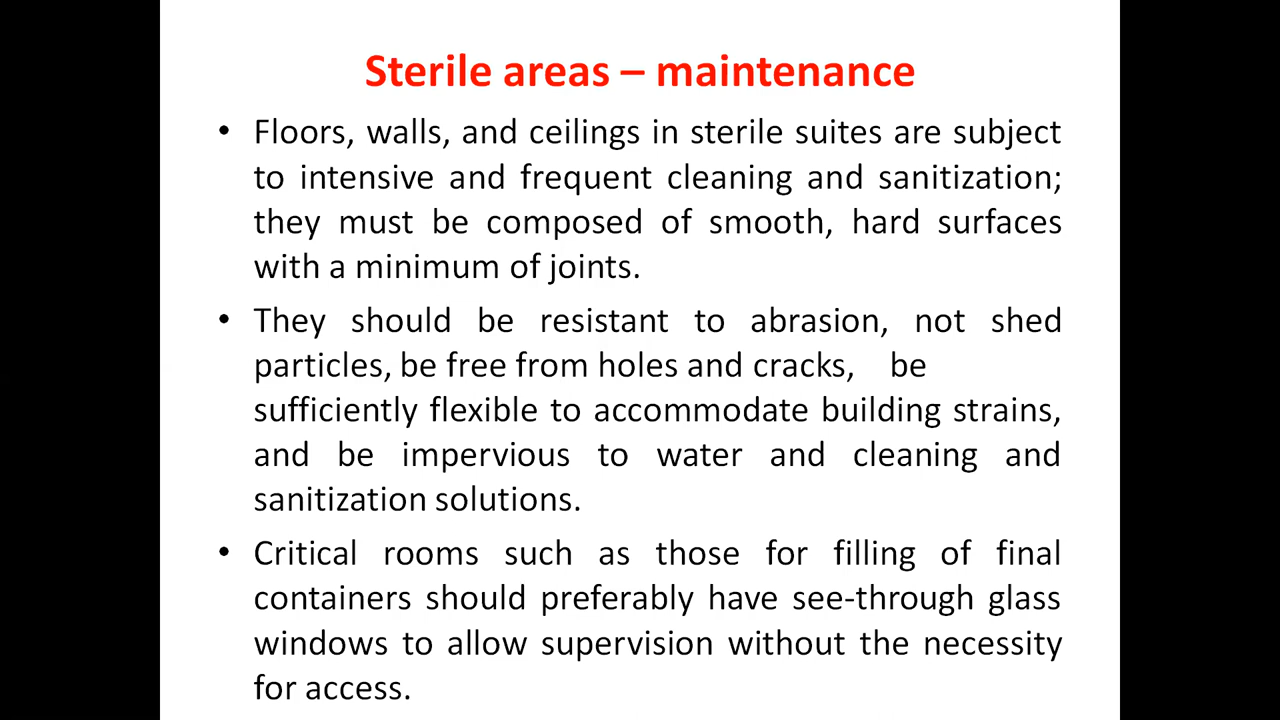 Sterile areas – maintenance
• Floors, walls, and ceilings in sterile suites are subject
to intensive and frequent cleaning and sanitization;
they must be composed of smooth, hard surfaces
with a minimum of joints.
• They should be resistant to abrasion, not shed
particles, be free from holes and cracks, be
sufficiently flexible to accommodate building strains,
and be impervious to water and cleaning and
sanitization solutions.
• Critical rooms such as those for filling of final
containers should preferably have see-through glass
windows to allow supervision without the necessity
for access.